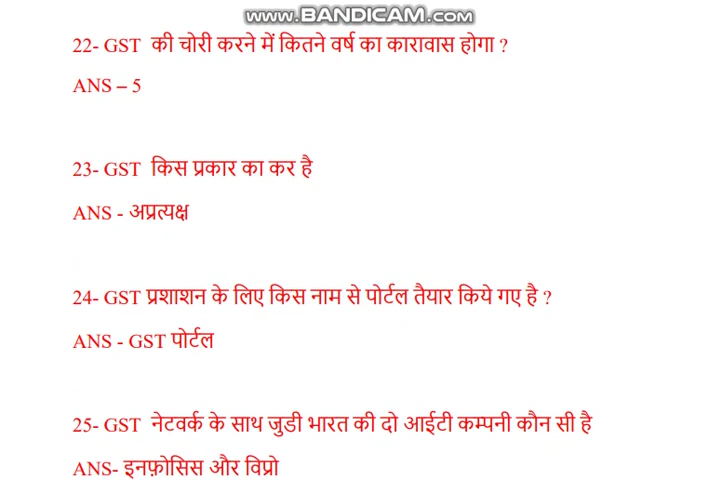 www.BANDICAM.com
22- GST की चोरी करने में कितने वर्ष का कारावास होगा ?
ANS – 5
23- GST किस प्रकार का कर है
ANS - अप्रत्यक्ष
24- GST प्रशाशन के लिए किस नाम से पोर्टल तैयार किये गए है ?
ANS - GST पोर्टल
25- GST नेटवर्क के साथ जुडी भारत की दो आईटी कम्पनी कौन सी है
ANS- इनफ़ोसिस और विप्रो